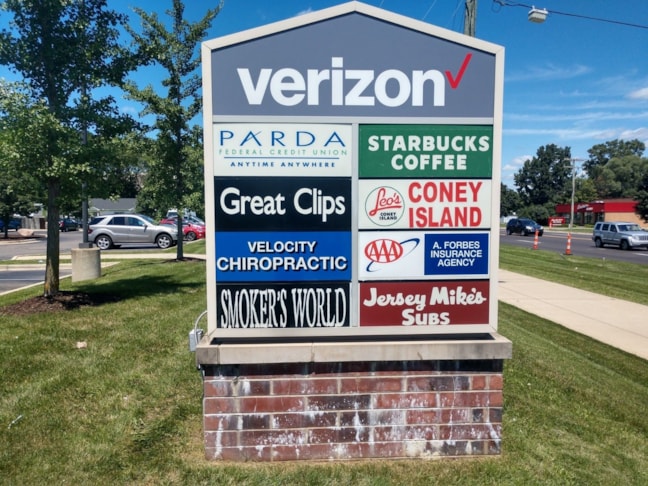 verizon
PARDA
FEDERAL CREDIT UNION
ANYTIME ANYWHERE
STARBUCKS
COFFEE
Great Clips
Leo's
CONEY
ISLAND
CONEY
ISLAND
VELOCITY
CHIROPRACTIC
AAA
A. FORBES
INSURANCE
AGENCY
SMOKER'S WORLD
Jersey Mike's
SUBS